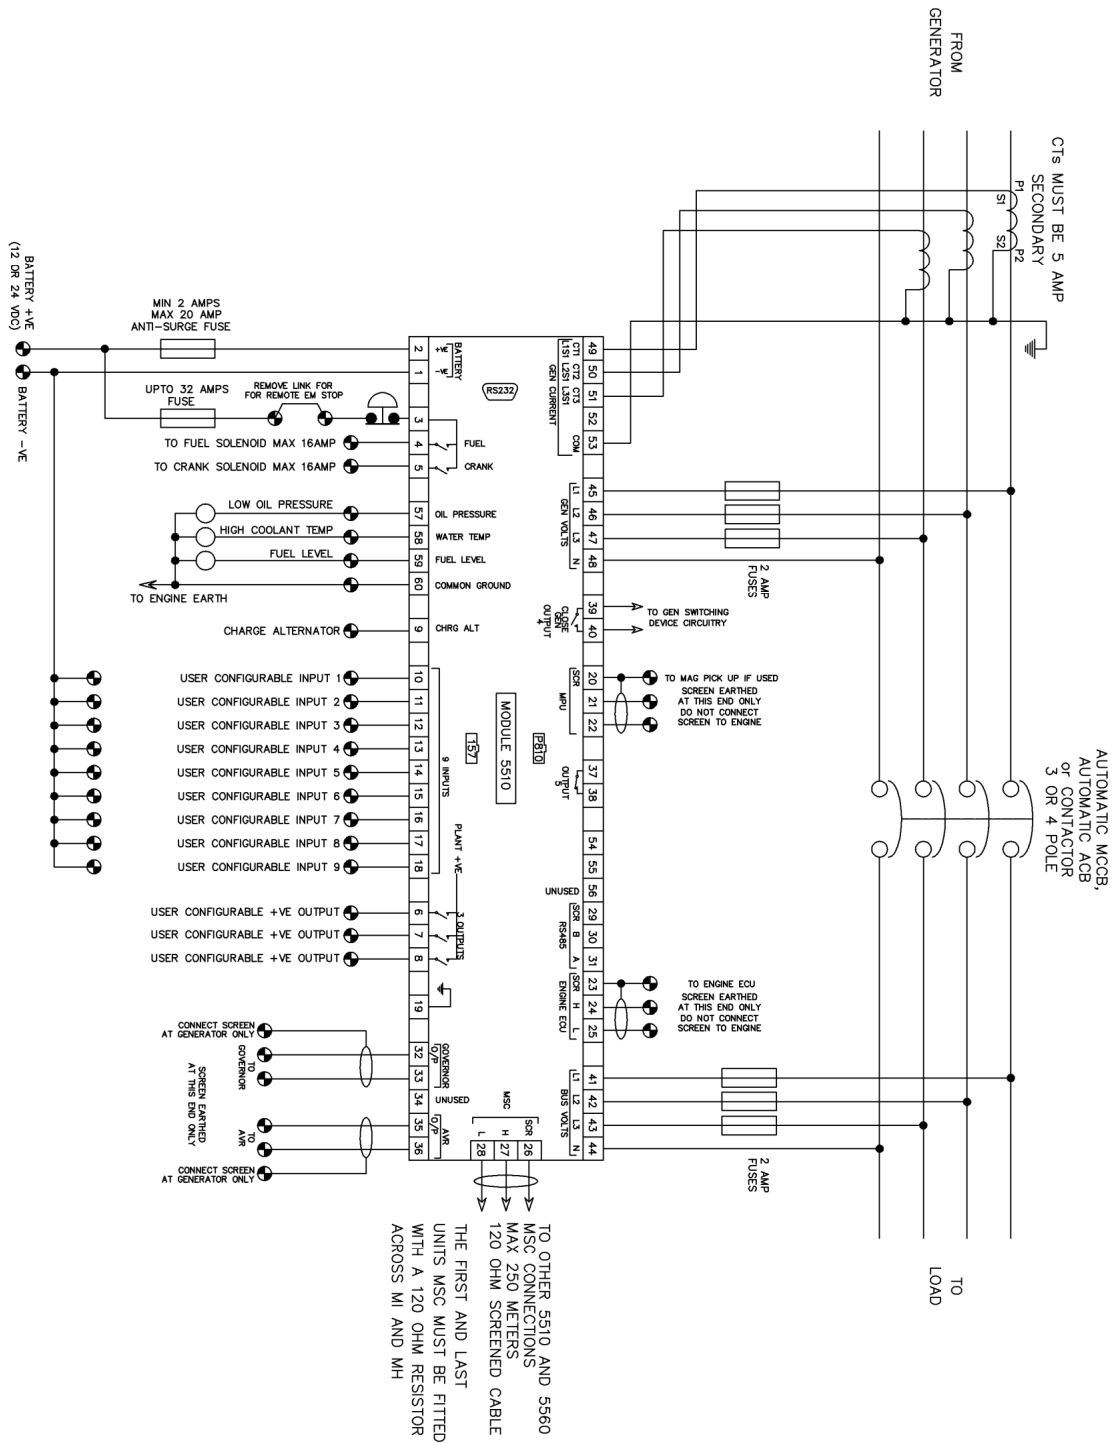 FROM
GENERATOR
CTs MUST BE 5 AMP
SECONDARY
P1
S1
S2
P2
AUTOMATIC MCCB,
AUTOMATIC ACB
or CONTACTOR
3 OR 4 POLE
TO
LOAD
BATTERY +VE
(12 OR 24 VDC)
BATTERY -VE
MIN 2 AMPS
MAX 20 AMP
ANTI-SURGE FUSE
UPTO 32 AMPS
FUSE
REMOVE LINK FOR
FOR REMOTE EM STOP
TO FUEL SOLENOID MAX 16AMP
TO CRANK SOLENOID MAX 16AMP
LOW OIL PRESSURE
HIGH COOLANT TEMP
FUEL LEVEL
TO ENGINE EARTH
CHARGE ALTERNATOR
USER CONFIGURABLE INPUT 1
USER CONFIGURABLE INPUT 2
USER CONFIGURABLE INPUT 3
USER CONFIGURABLE INPUT 4
USER CONFIGURABLE INPUT 5
USER CONFIGURABLE INPUT 6
USER CONFIGURABLE INPUT 7
USER CONFIGURABLE INPUT 8
USER CONFIGURABLE INPUT 9
USER CONFIGURABLE +VE OUTPUT
USER CONFIGURABLE +VE OUTPUT
USER CONFIGURABLE +VE OUTPUT
CONNECT SCREEN
AT GENERATOR ONLY
TO
GOVERNOR
SCREEN EARTHED
AT THIS END ONLY
TO
AVR
CONNECT SCREEN
AT GENERATOR ONLY
2 +VE
BATTERY
1 -VE
3
4 FUEL
5 CRANK
57 OIL PRESSURE
58 WATER TEMP
59 FUEL LEVEL
60 COMMON GROUND
9 CHRG ALT
10
11
12
13
14
15
16
17
18
9 INPUTS
PLANT +VE
6
7
8
3 OUTPUTS
19
32
33
GOVERNOR
O/P
34 UNUSED
35
36
AVR
O/P
RS232
MODULE 5510
157
P810
MSC
SCR
H
L
28
27
26
49 CT1 L1S1
50 CT2 L2S1
51 CT3 L3S1
52
53 COM
GEN CURRENT
45 L1
46 L2
47 L3
48 N
GEN VOLTS
39
40
CLOSE
GEN
OUTPUT
4
20 SCR
21
22
MPU
37
38
OUTPUT
5
54
55
56 UNUSED
29 SCR
30 B
31 A
RS485
23 SCR
24 H
25 L
ENGINE ECU
41 L1
42 L2
43 L3
44 N
BUS VOLTS
2 AMP
FUSES
TO GEN SWITCHING
DEVICE CIRCUITRY
TO MAG PICK UP IF USED
SCREEN EARTHED
AT THIS END ONLY
DO NOT CONNECT
SCREEN TO ENGINE
TO ENGINE ECU
SCREEN EARTHED
AT THIS END ONLY
DO NOT CONNECT
SCREEN TO ENGINE
2 AMP
FUSES
TO OTHER 5510 AND 5560
MSC CONNECTIONS
MAX 250 METERS
120 OHM SCREENED CABLE
THE FIRST AND LAST
UNITS MSC MUST BE FITTED
WITH A 120 OHM RESISTOR
ACROSS MI AND MH